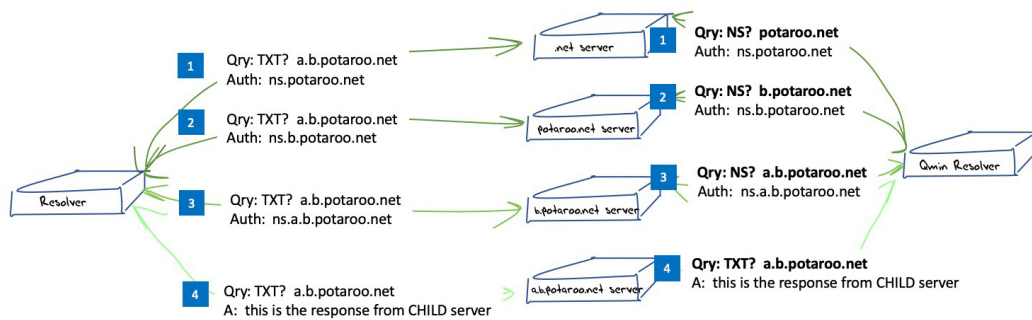 1
Qry: TXT? a.b.potaroo.net
Auth: ns.potaroo.net
.net server
1
Qry: NS? potaroo.net
Auth: ns.potaroo.net
2
Qry: TXT? a.b.potaroo.net
Auth: ns.b.potaroo.net
potaroo.net server
2
Qry: NS? b.potaroo.net
Auth: ns.b.potaroo.net
Resolver
Qmin Resolver
3
Qry: TXT? a.b.potaroo.net
Auth: ns.a.b.potaroo.net
b.potaroo.net server
3
Qry: NS? a.b.potaroo.net
Auth: ns.a.b.potaroo.net
4
Qry: TXT? a.b.potaroo.net
A: this is the response from CHILD server
a.b.potaroo.net server
4
Qry: TXT? a.b.potaroo.net
A: this is the response from CHILD server